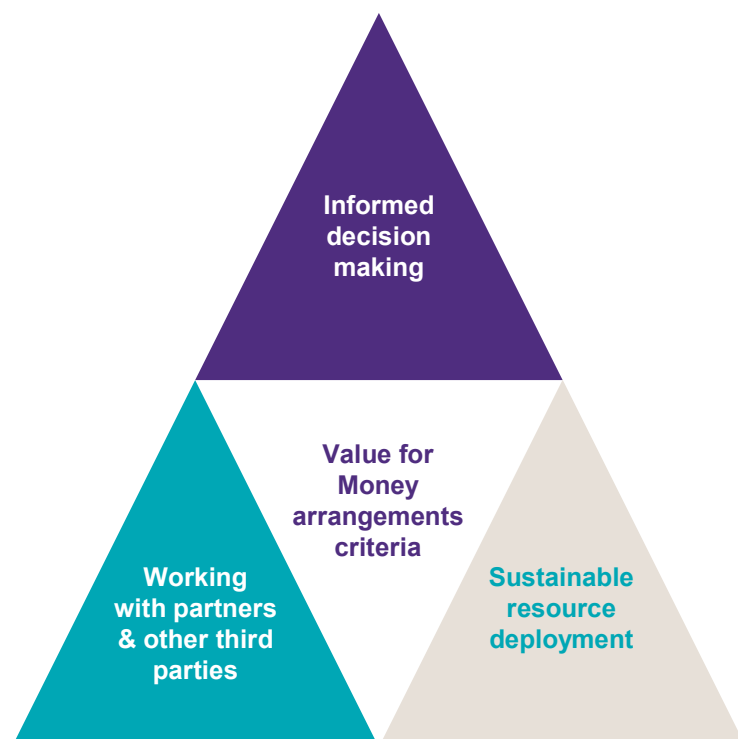 Informed
decision
making
Value for
Money
arrangements
criteria
Working
with partners
& other third
parties
Sustainable
resource
deployment